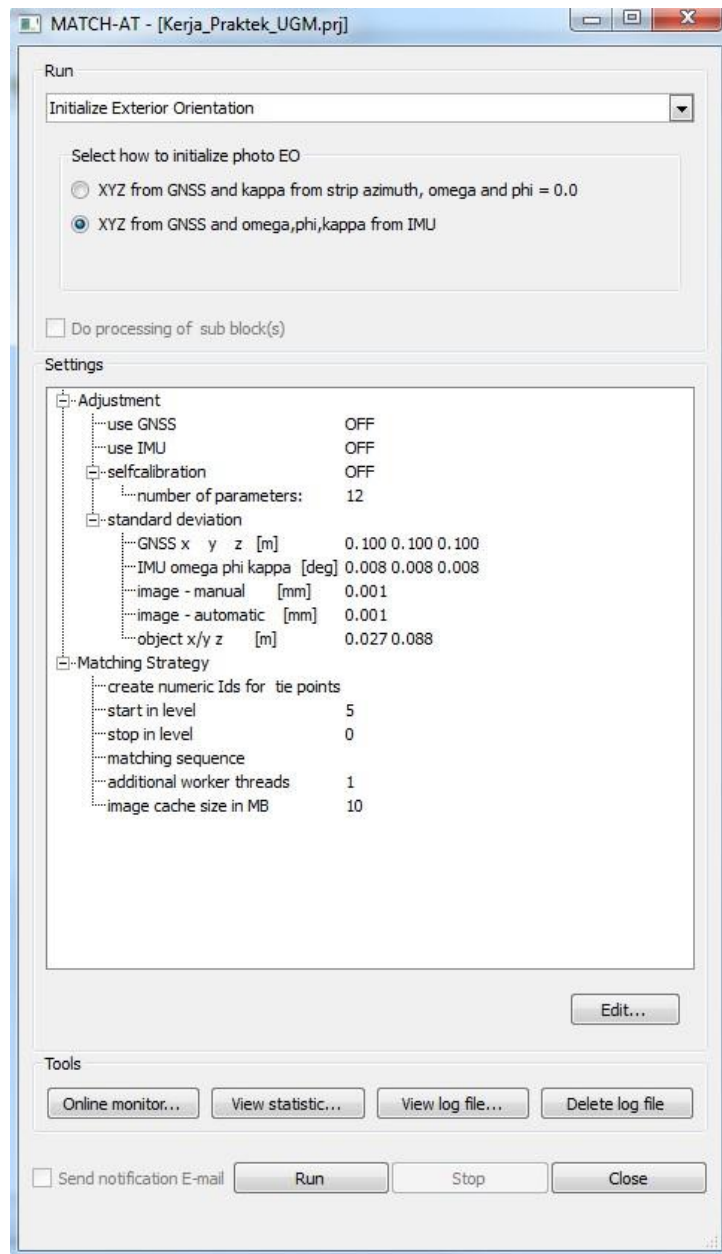 MATCH-AT - [Kerja_Praktek_UGM.prj]
Run
Initialize Exterior Orientation
Select how to initialize photo EO
XYZ from GNSS and kappa from strip azimuth, omega and phi = 0.0
XYZ from GNSS and omega,phi,kappa from IMU
Do processing of sub block(s)
Settings
Adjustment
use GNSS OFF
use IMU OFF
selfcalibration OFF
number of parameters: 12
standard deviation
GNSS x y z [m] 0.100 0.100 0.100
IMU omega phi kappa [deg] 0.008 0.008 0.008
image - manual [mm] 0.001
image - automatic [mm] 0.001
object x/y z [m] 0.027 0.088
Matching Strategy
create numeric Ids for tie points
start in level 5
stop in level 0
matching sequence
additional worker threads 1
image cache size in MB 10
Edit...
Tools
Online monitor... View statistic... View log file... Delete log file
Send notification E-mail Run Stop Close